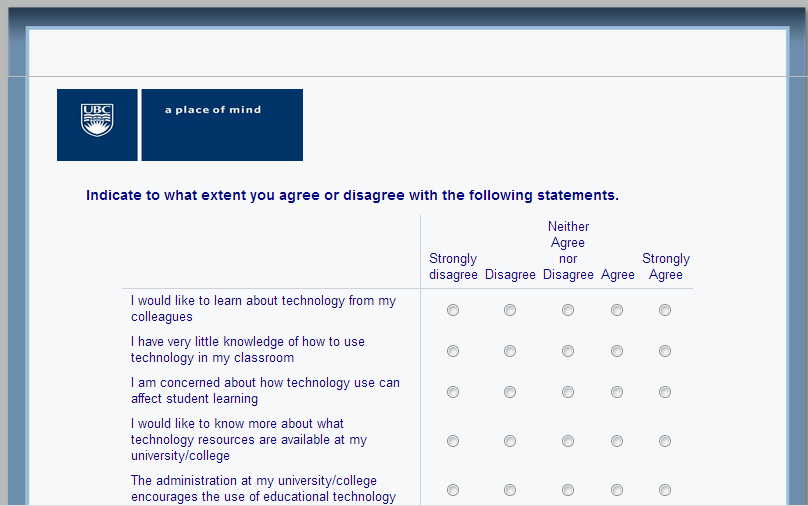 UBC
a place of mind
Indicate to what extent you agree or disagree with the following statements.
Neither
Agree
Strongly nor Strongly
disagree Disagree Disagree Agree Agree
I would like to learn about technology from my
colleagues
I have very little knowledge of how to use
technology in my classroom
I am concerned about how technology use can
affect student learning
I would like to know more about what
technology resources are available at my
university/college
The administration at my university/college
encourages the use of educational technology